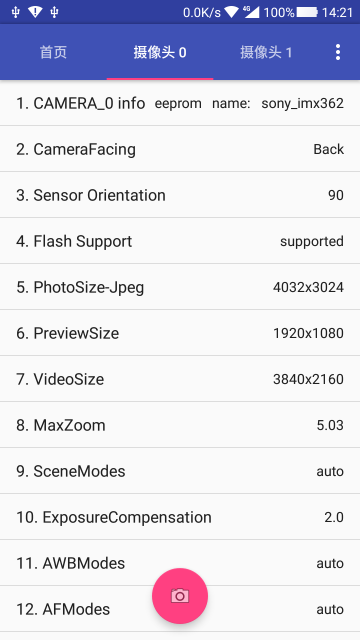 0.0K/s 4G 100% 14:21
首页 摄像头 0 摄像头 1
1. CAMERA_0 info eeprom name: sony_imx362
2. CameraFacing Back
3. Sensor Orientation 90
4. Flash Support supported
5. PhotoSize-Jpeg 4032x3024
6. PreviewSize 1920x1080
7. VideoSize 3840x2160
8. MaxZoom 5.03
9. SceneModes auto
10. ExposureCompensation 2.0
11. AWBModes auto
12. AFModes auto